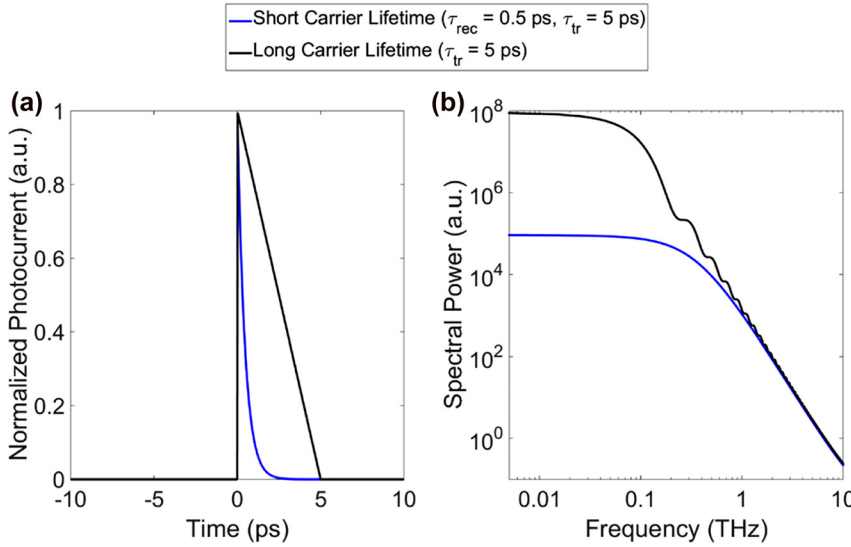 Short Carrier Lifetime (τrec = 0.5 ps, τtr = 5 ps)
Long Carrier Lifetime (τtr = 5 ps)
(a)
(b)
Normalized Photocurrent (a.u.)
1
0.8
0.6
0.4
0.2
0
-10 -5 0 5 10
Time (ps)
Spectral Power (a.u.)
10^8
10^6
10^4
10^2
10^0
0.01 0.1 1 10
Frequency (THz)